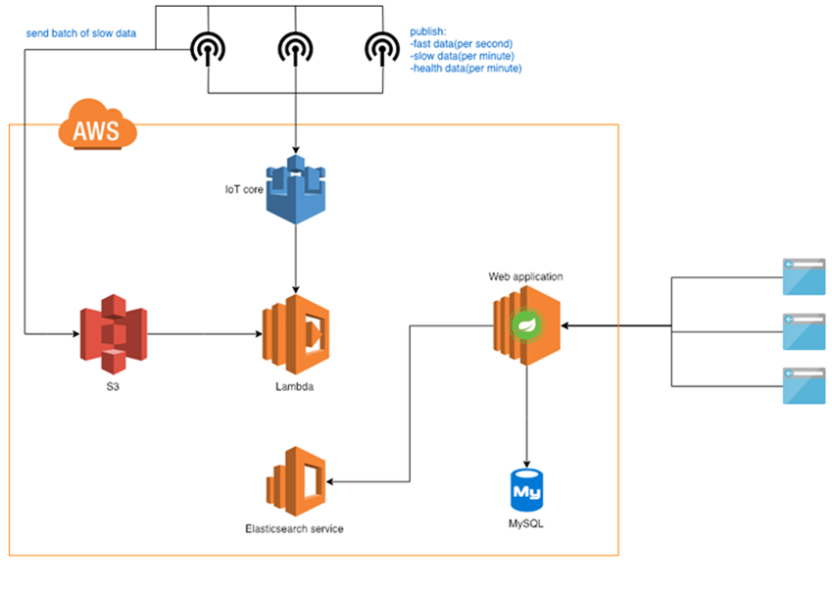 send batch of slow data
publish:
-fast data(per second)
-slow data(per minute)
-health data(per minute)
AWS
IoT core
Web application
S3
Lambda
My
Elasticsearch service
MySQL